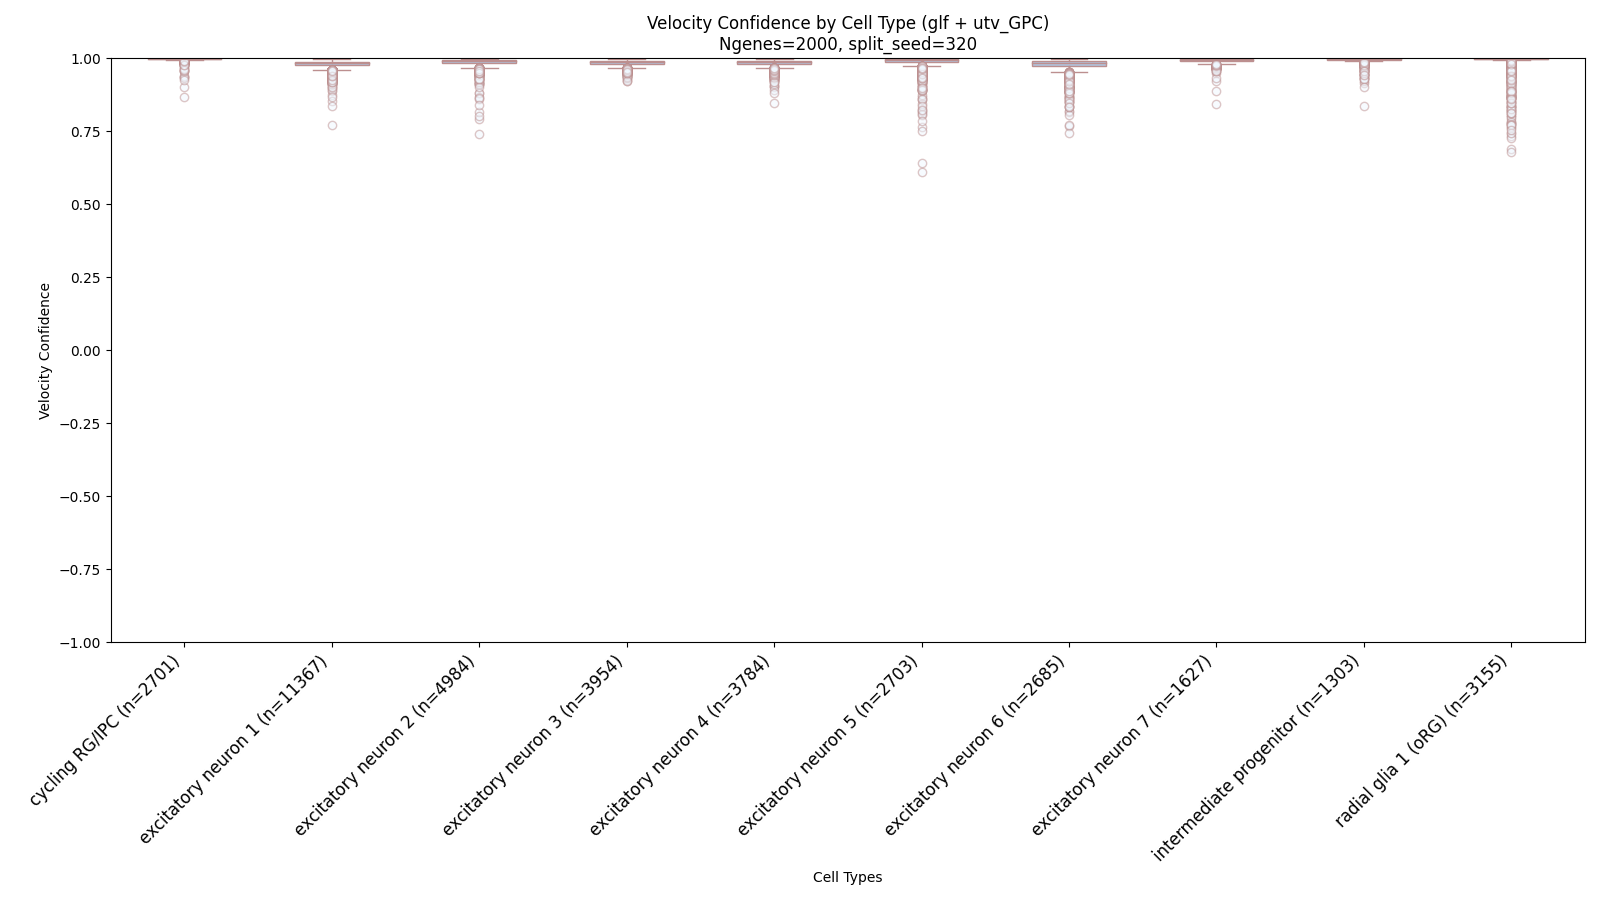 Velocity Confidence by Cell Type (glf + utv_GPC)
Ngenes=2000, split_seed=320
1.00
0.75
0.50
0.25
0.00
−0.25
−0.50
−0.75
−1.00
Velocity Confidence
cycling RG/IPC (n=2701)
excitatory neuron 1 (n=11367)
excitatory neuron 2 (n=4984)
excitatory neuron 3 (n=3954)
excitatory neuron 4 (n=3784)
excitatory neuron 5 (n=2703)
excitatory neuron 6 (n=2685)
excitatory neuron 7 (n=1627)
intermediate progenitor (n=1303)
radial glia 1 (oRG) (n=3155)
Cell Types